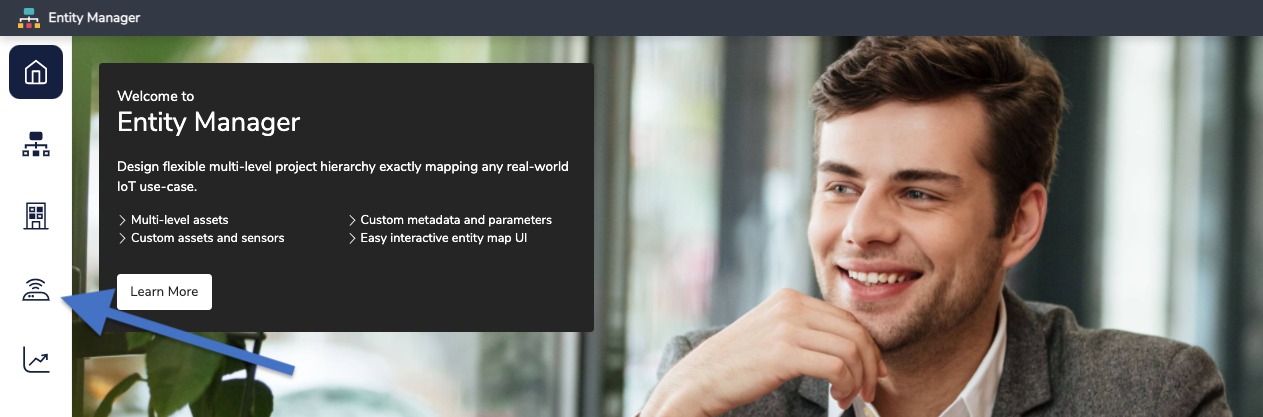 Entity Manager
Welcome to
Entity Manager
Design flexible multi-level project hierarchy exactly mapping any real-world
IoT use-case.
Multi-level assets
Custom metadata and parameters
Custom assets and sensors
Easy interactive entity map UI
Learn More